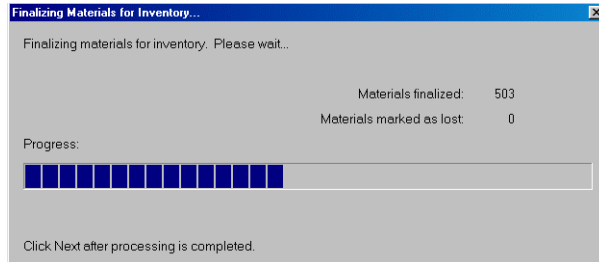 Finalizing Materials for Inventory...
Finalizing materials for inventory. Please wait...
Materials finalized: 503
Materials marked as lost: 0
Progress:
Click Next after processing is completed.